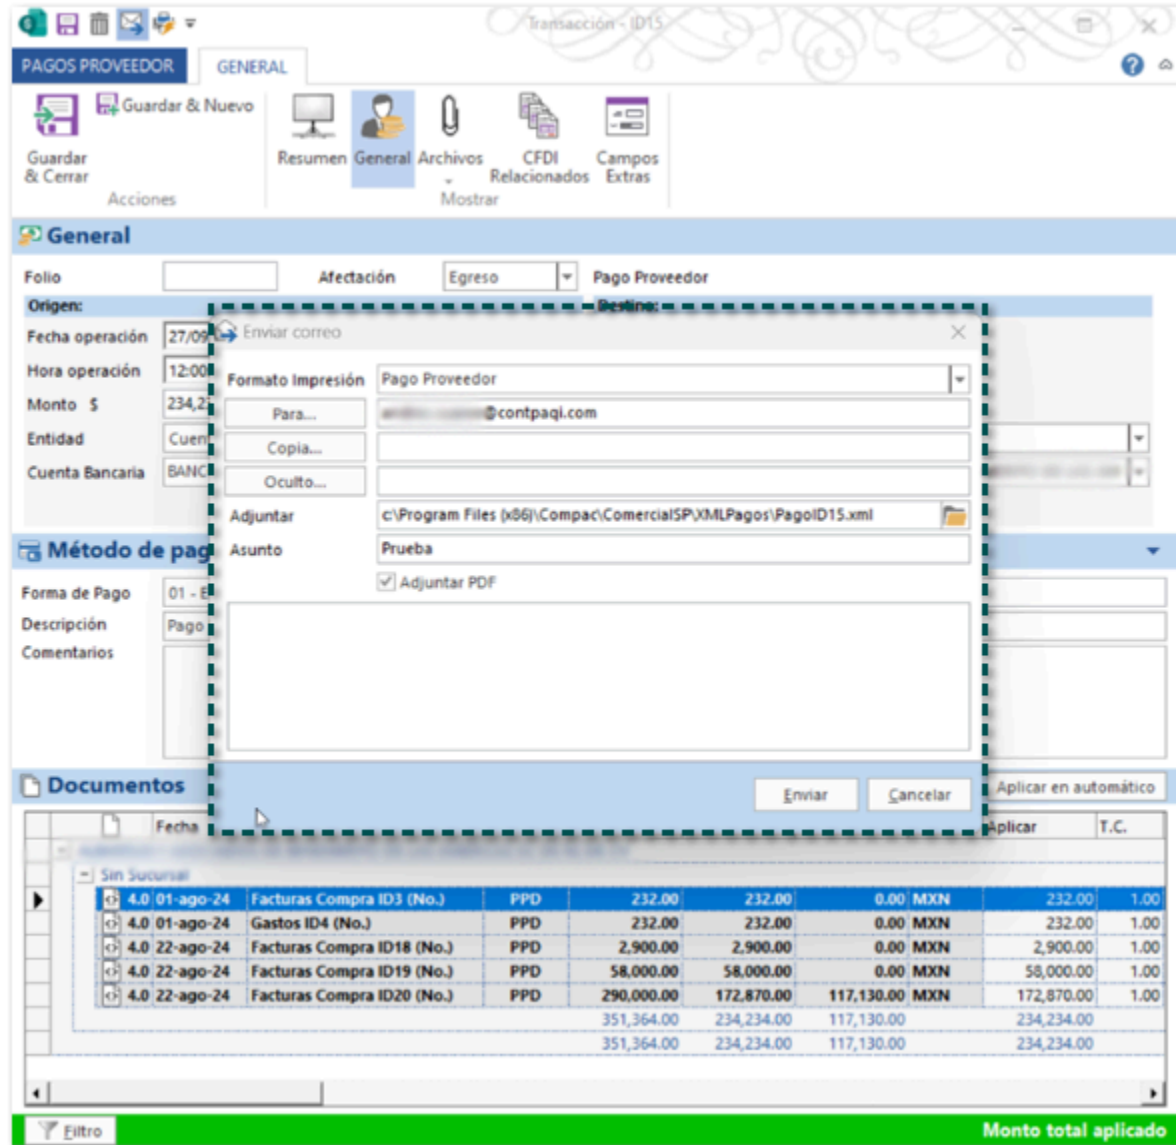 Transacción - ID15
PAGOS PROVEEDOR GENERAL
Guardar & Cerrar
Guardar & Nuevo
Resumen General Archivos CFDI Relacionados Campos Extras
Acciones Mostrar
General
Folio Afectación Egreso Pago Proveedor
Origen: Destino:
Fecha operación 27/09
Hora operación 12:00
Monto $ 234,23
Entidad Cuen
Cuenta Bancaria BANC
Método de pag
Forma de Pago 01 - E
Descripción Pago
Comentarios
Enviar correo
Formato Impresión Pago Proveedor
Para... @contpaqi.com
Copia...
Oculto...
Adjuntar c:\Program Files (x86)\Compac\ComercialSP\XMLPagos\PagoID15.xml
Asunto Prueba
Adjuntar PDF
Enviar Cancelar
Documentos Aplicar en automático
Fecha Aplicar T.C.
Sin Sucursal
4.0 01-ago-24 Facturas Compra ID3 (No.) PPD 232.00 232.00 0.00 MXN 232.00 1.00
4.0 01-ago-24 Gastos ID4 (No.) PPD 232.00 232.00 0.00 MXN 232.00 1.00
4.0 22-ago-24 Facturas Compra ID18 (No.) PPD 2,900.00 2,900.00 0.00 MXN 2,900.00 1.00
4.0 22-ago-24 Facturas Compra ID19 (No.) PPD 58,000.00 58,000.00 0.00 MXN 58,000.00 1.00
4.0 22-ago-24 Facturas Compra ID20 (No.) PPD 290,000.00 172,870.00 117,130.00 MXN 172,870.00 1.00
351,364.00 234,234.00 117,130.00 234,234.00
351,364.00 234,234.00 117,130.00 234,234.00
Filtro Monto total aplicado